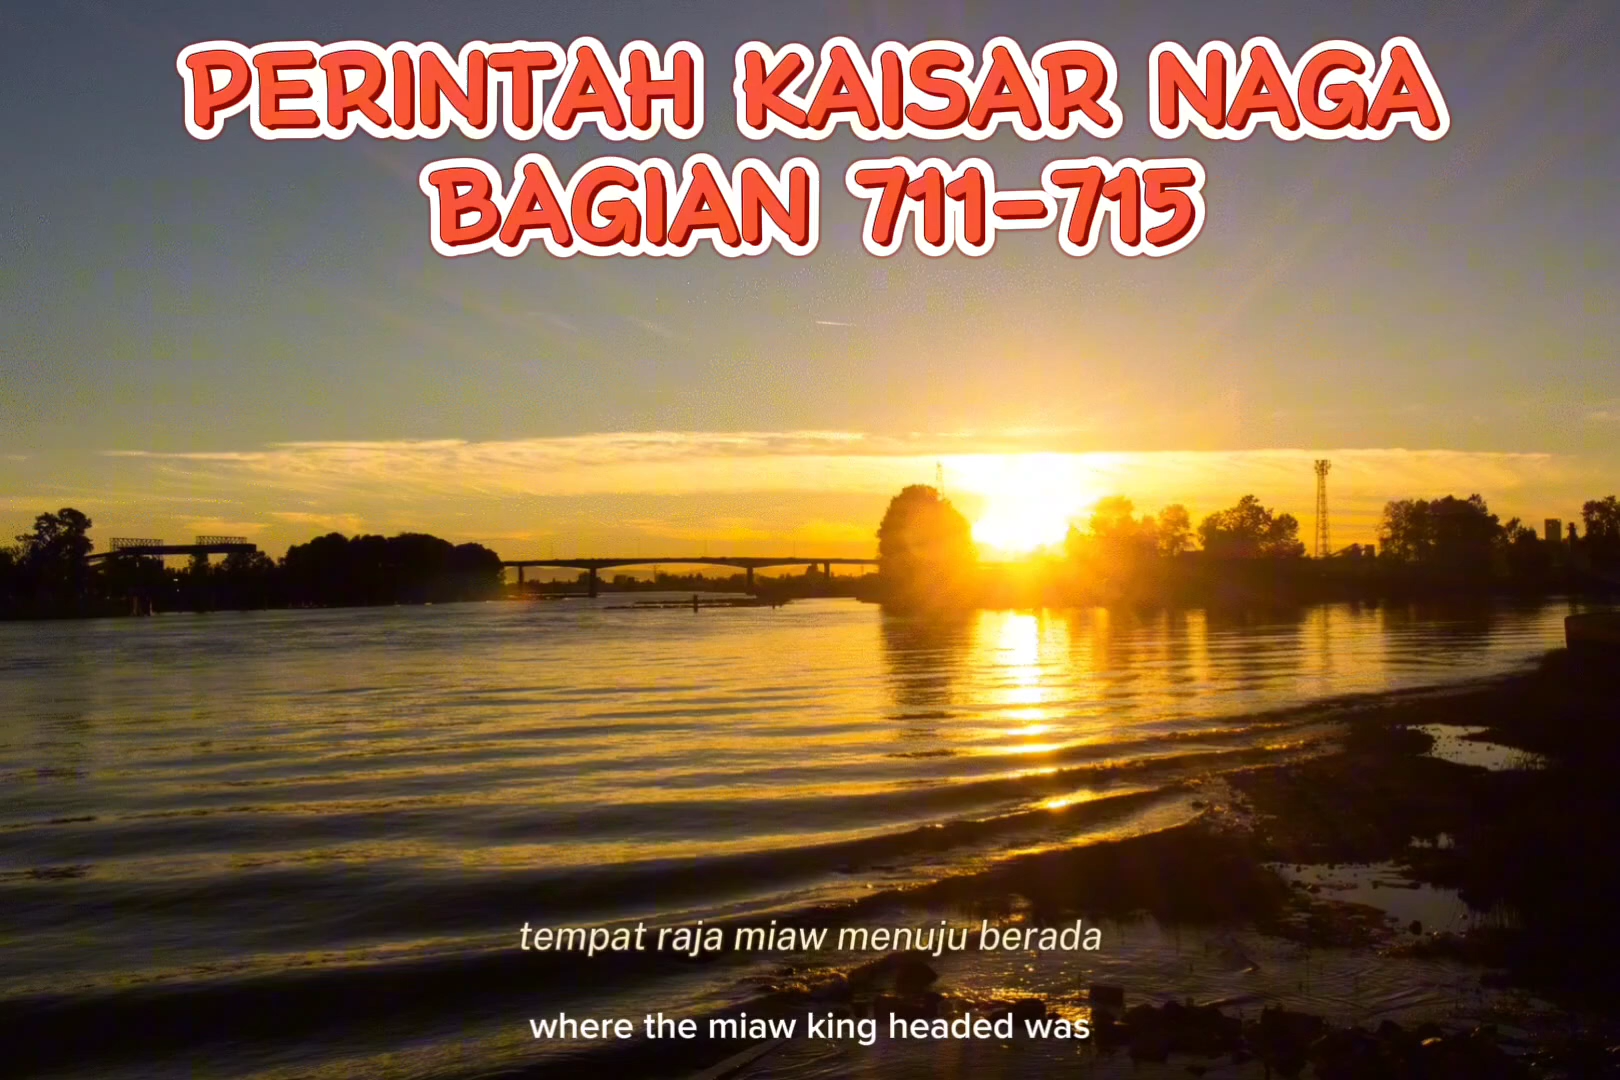 PERINTAH KAISAR NAGA
BAGIAN 711-715
tempat raja miaw menuju berada
where the miaw king headed was